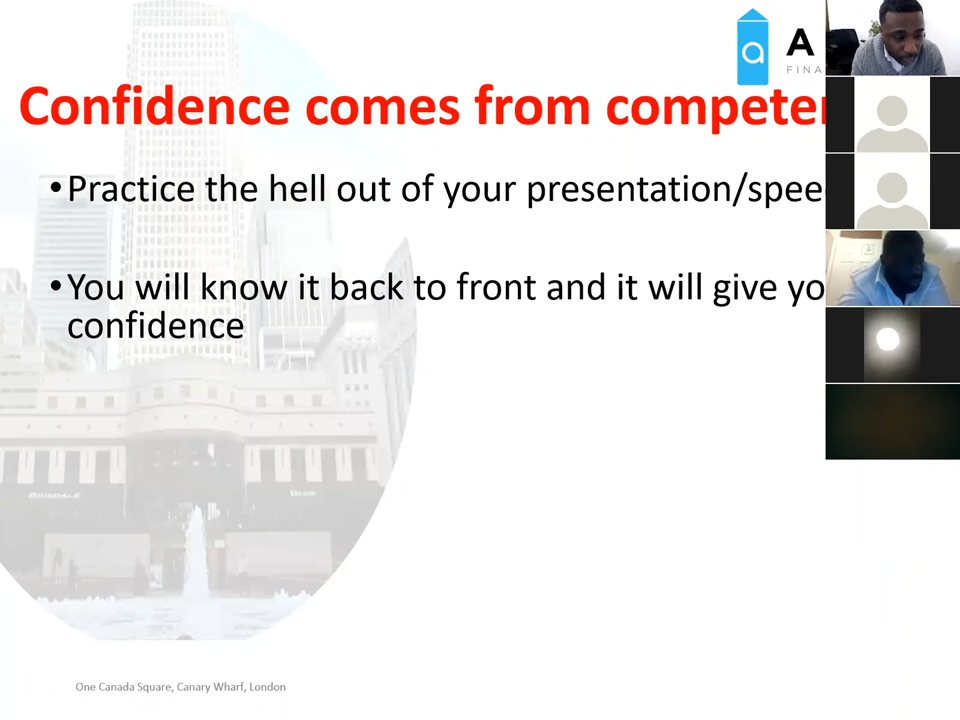 A
FINA
Confidence comes from competen
•Practice the hell out of your presentation/spee
•You will know it back to front and it will give yo
confidence
BOISDALE
One Canada Square, Canary Wharf, London